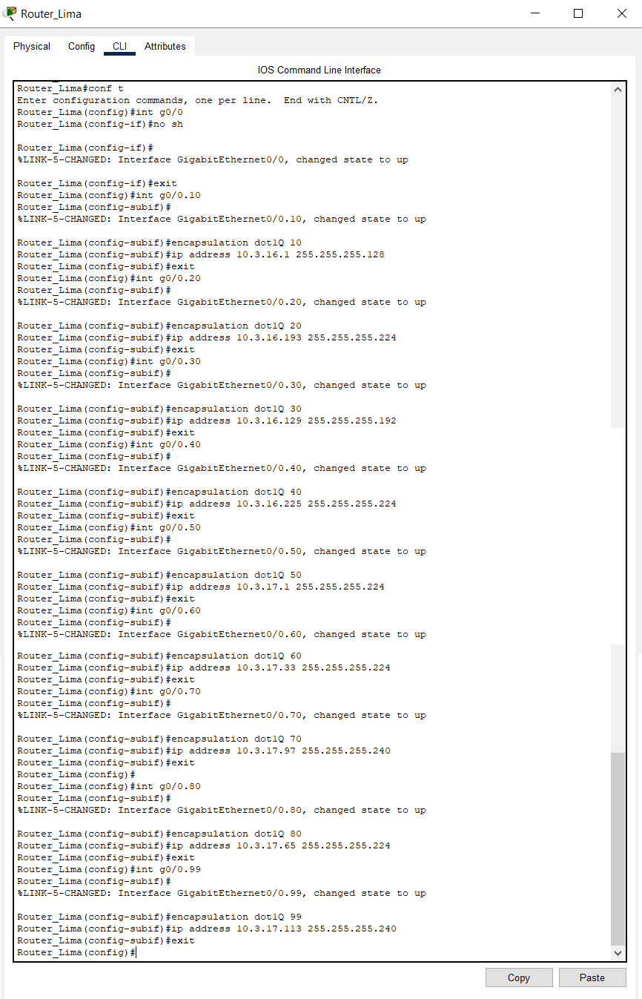 Router_Lima
Physical Config CLI Attributes
IOS Command Line Interface
Router_Lima#conf t
Enter configuration commands, one per line.  End with CNTL/Z.
Router_Lima(config)#int g0/0
Router_Lima(config-if)#no sh
Router_Lima(config-if)#
%LINK-5-CHANGED: Interface GigabitEthernet0/0, changed state to up
Router_Lima(config-if)#exit
Router_Lima(config)#int g0/0.10
Router_Lima(config-subif)#
%LINK-5-CHANGED: Interface GigabitEthernet0/0.10, changed state to up
Router_Lima(config-subif)#encapsulation dot1Q 10
Router_Lima(config-subif)#ip address 10.3.16.1 255.255.255.128
Router_Lima(config-subif)#exit
Router_Lima(config)#int g0/0.20
Router_Lima(config-subif)#
%LINK-5-CHANGED: Interface GigabitEthernet0/0.20, changed state to up
Router_Lima(config-subif)#encapsulation dot1Q 20
Router_Lima(config-subif)#ip address 10.3.16.193 255.255.255.224
Router_Lima(config-subif)#exit
Router_Lima(config)#int g0/0.30
Router_Lima(config-subif)#
%LINK-5-CHANGED: Interface GigabitEthernet0/0.30, changed state to up
Router_Lima(config-subif)#encapsulation dot1Q 30
Router_Lima(config-subif)#ip address 10.3.16.129 255.255.255.192
Router_Lima(config-subif)#exit
Router_Lima(config)#int g0/0.40
Router_Lima(config-subif)#
%LINK-5-CHANGED: Interface GigabitEthernet0/0.40, changed state to up
Router_Lima(config-subif)#encapsulation dot1Q 40
Router_Lima(config-subif)#ip address 10.3.16.225 255.255.255.224
Router_Lima(config-subif)#exit
Router_Lima(config)#int g0/0.50
Router_Lima(config-subif)#
%LINK-5-CHANGED: Interface GigabitEthernet0/0.50, changed state to up
Router_Lima(config-subif)#encapsulation dot1Q 50
Router_Lima(config-subif)#ip address 10.3.17.1 255.255.255.224
Router_Lima(config-subif)#exit
Router_Lima(config)#int g0/0.60
Router_Lima(config-subif)#
%LINK-5-CHANGED: Interface GigabitEthernet0/0.60, changed state to up
Router_Lima(config-subif)#encapsulation dot1Q 60
Router_Lima(config-subif)#ip address 10.3.17.33 255.255.255.224
Router_Lima(config-subif)#exit
Router_Lima(config)#int g0/0.70
Router_Lima(config-subif)#
%LINK-5-CHANGED: Interface GigabitEthernet0/0.70, changed state to up
Router_Lima(config-subif)#encapsulation dot1Q 70
Router_Lima(config-subif)#ip address 10.3.17.97 255.255.255.240
Router_Lima(config-subif)#exit
Router_Lima(config)#
Router_Lima(config)#int g0/0.80
Router_Lima(config-subif)#
%LINK-5-CHANGED: Interface GigabitEthernet0/0.80, changed state to up
Router_Lima(config-subif)#encapsulation dot1Q 80
Router_Lima(config-subif)#ip address 10.3.17.65 255.255.255.224
Router_Lima(config-subif)#exit
Router_Lima(config)#int g0/0.99
Router_Lima(config-subif)#
%LINK-5-CHANGED: Interface GigabitEthernet0/0.99, changed state to up
Router_Lima(config-subif)#encapsulation dot1Q 99
Router_Lima(config-subif)#ip address 10.3.17.113 255.255.255.240
Router_Lima(config-subif)#exit
Router_Lima(config)#
Copy Paste